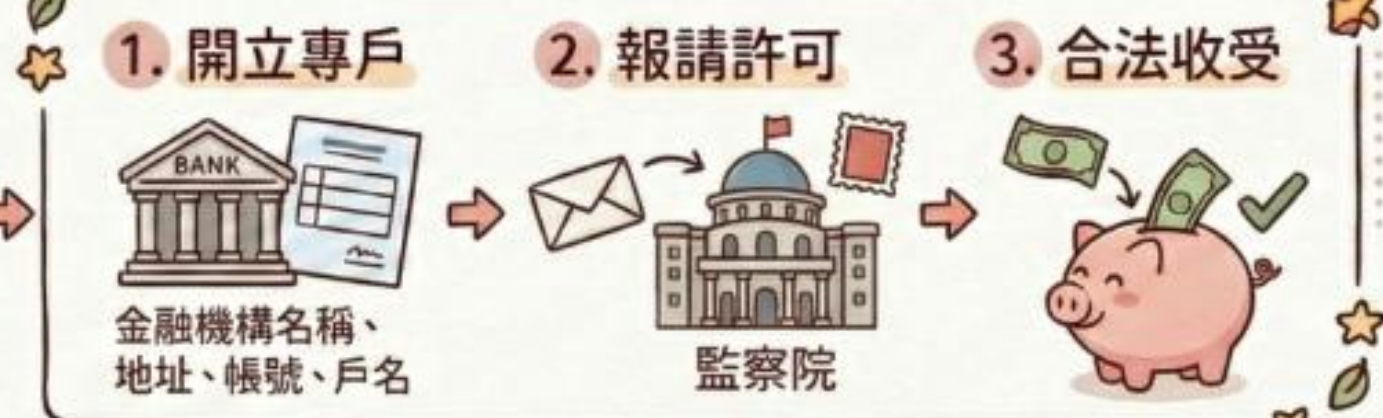 1. 開立專戶
BANK
金融機構名稱、
地址、帳號、戶名
2. 報請許可
監察院
3. 合法收受